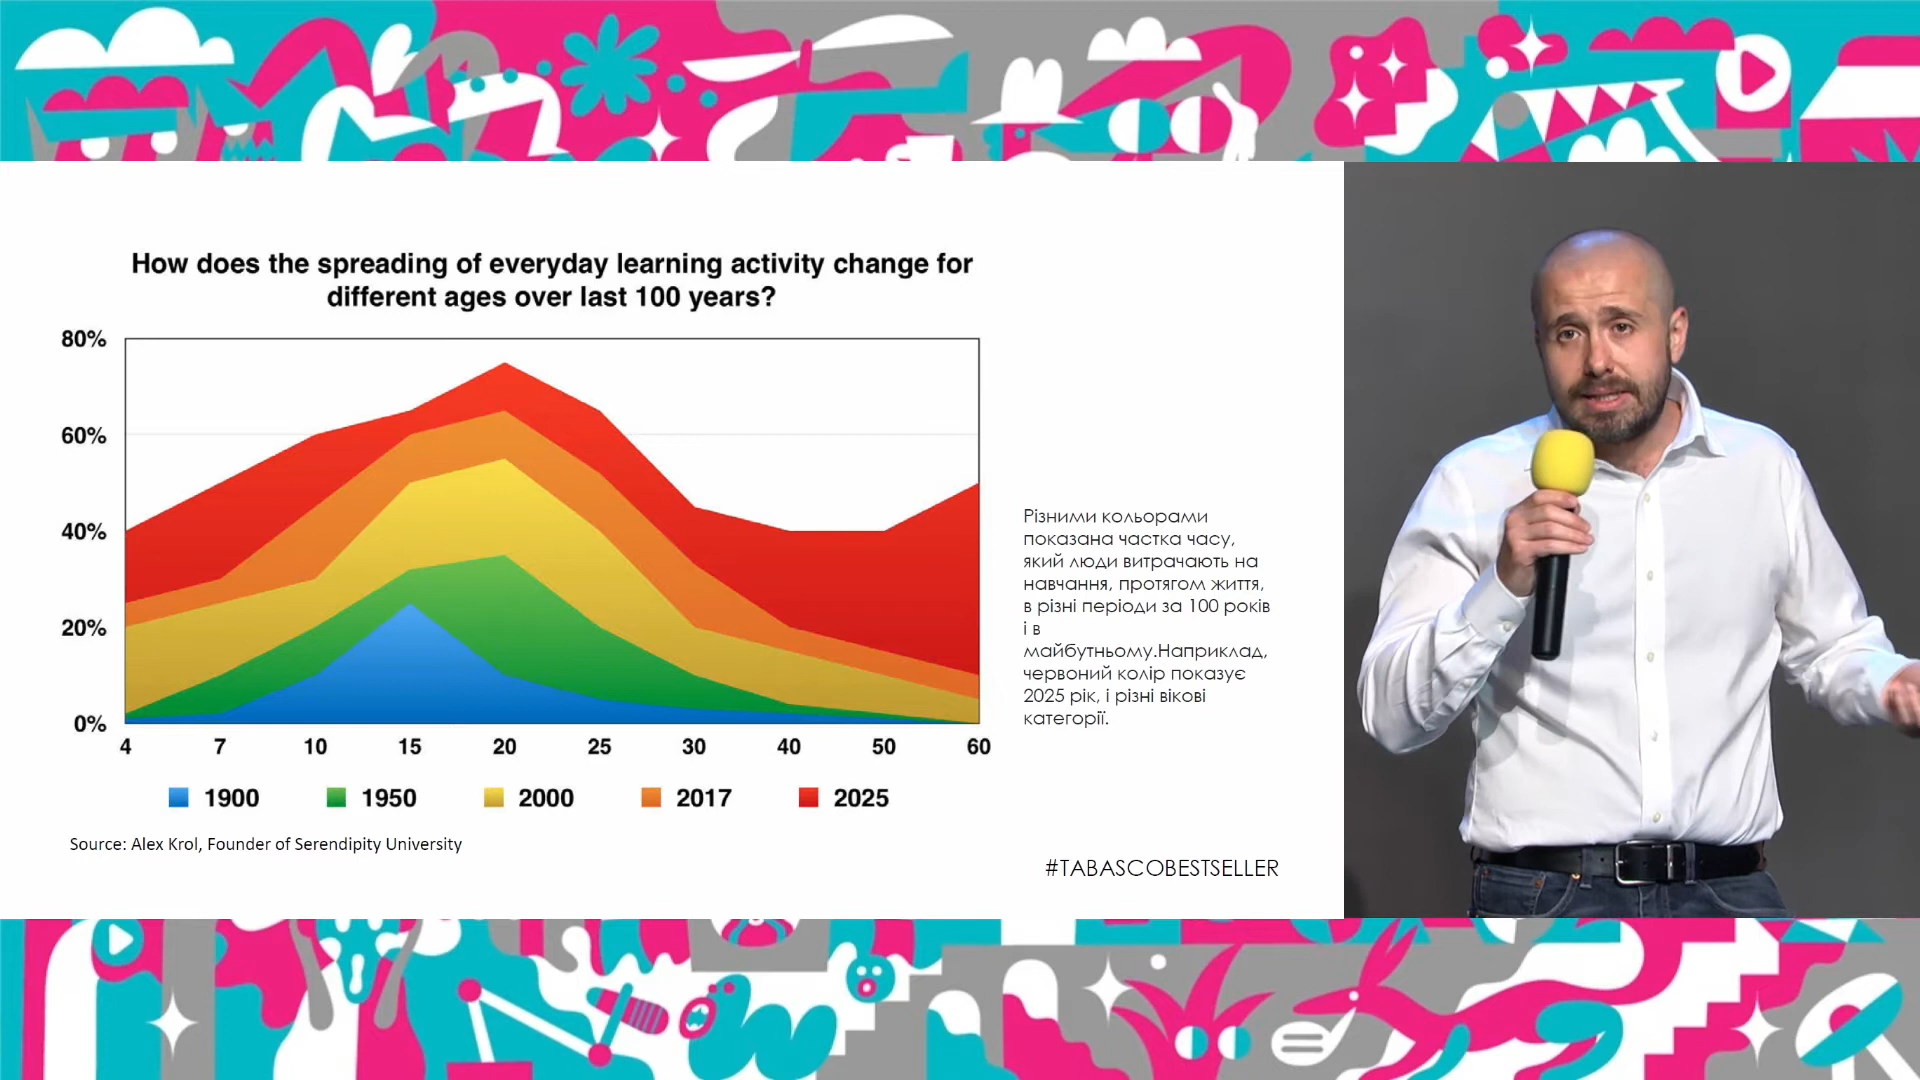 How does the spreading of everyday learning activity change for
different ages over last 100 years?
80%
60%
40%
20%
0%
4 7 10 15 20 25 30 40 50 60
1900 1950 2000 2017 2025
Source: Alex Krol, Founder of Serendipity University
Різними кольорами
показана частка часу,
який люди витрачають на
навчання, протягом життя,
в різні періоди за 100 років
і в
майбутньому.Наприклад,
червоний колір показує
2025 рік, і різні вікові
категорії.
#TABASCOBESTSELLER